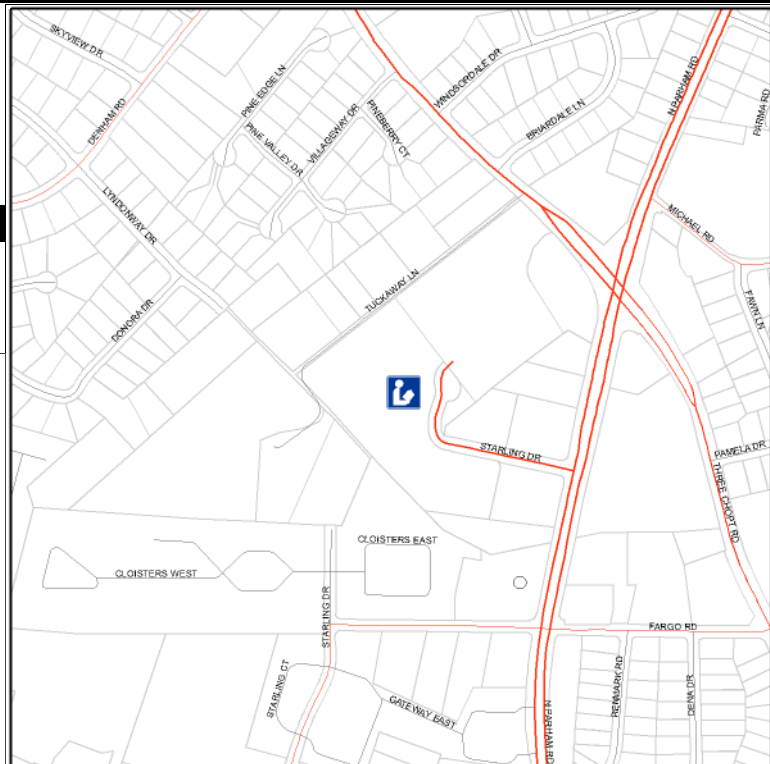 SKYVIEW DR
DENHAM RD
PINE EDGE LN
WINDSORDALE DR
N PARHAM RD
PARMA RD
PINE VALLEY DR
VILLAGEWAY DR
PINEBERRY CT
BRIARDALE LN
LYNDONWAY DR
MICHAEL RD
TUCKAWAY LN
DONORA DR
FAWN LN
STARLING DR
PAMELA DR
THREE CHOPT RD
CLOISTERS EAST
CLOISTERS WEST
STARLING DR
FARGO RD
STARLING CT
GATEWAY EAST
N PARHAM RD
RENMARK RD
DENA DR